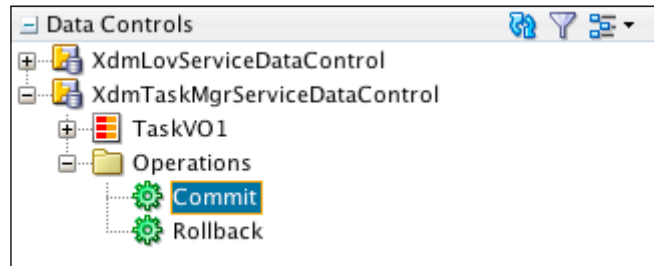 Data Controls
XdmLovServiceDataControl
XdmTaskMgrServiceDataControl
TaskVO1
Operations
Commit
Rollback